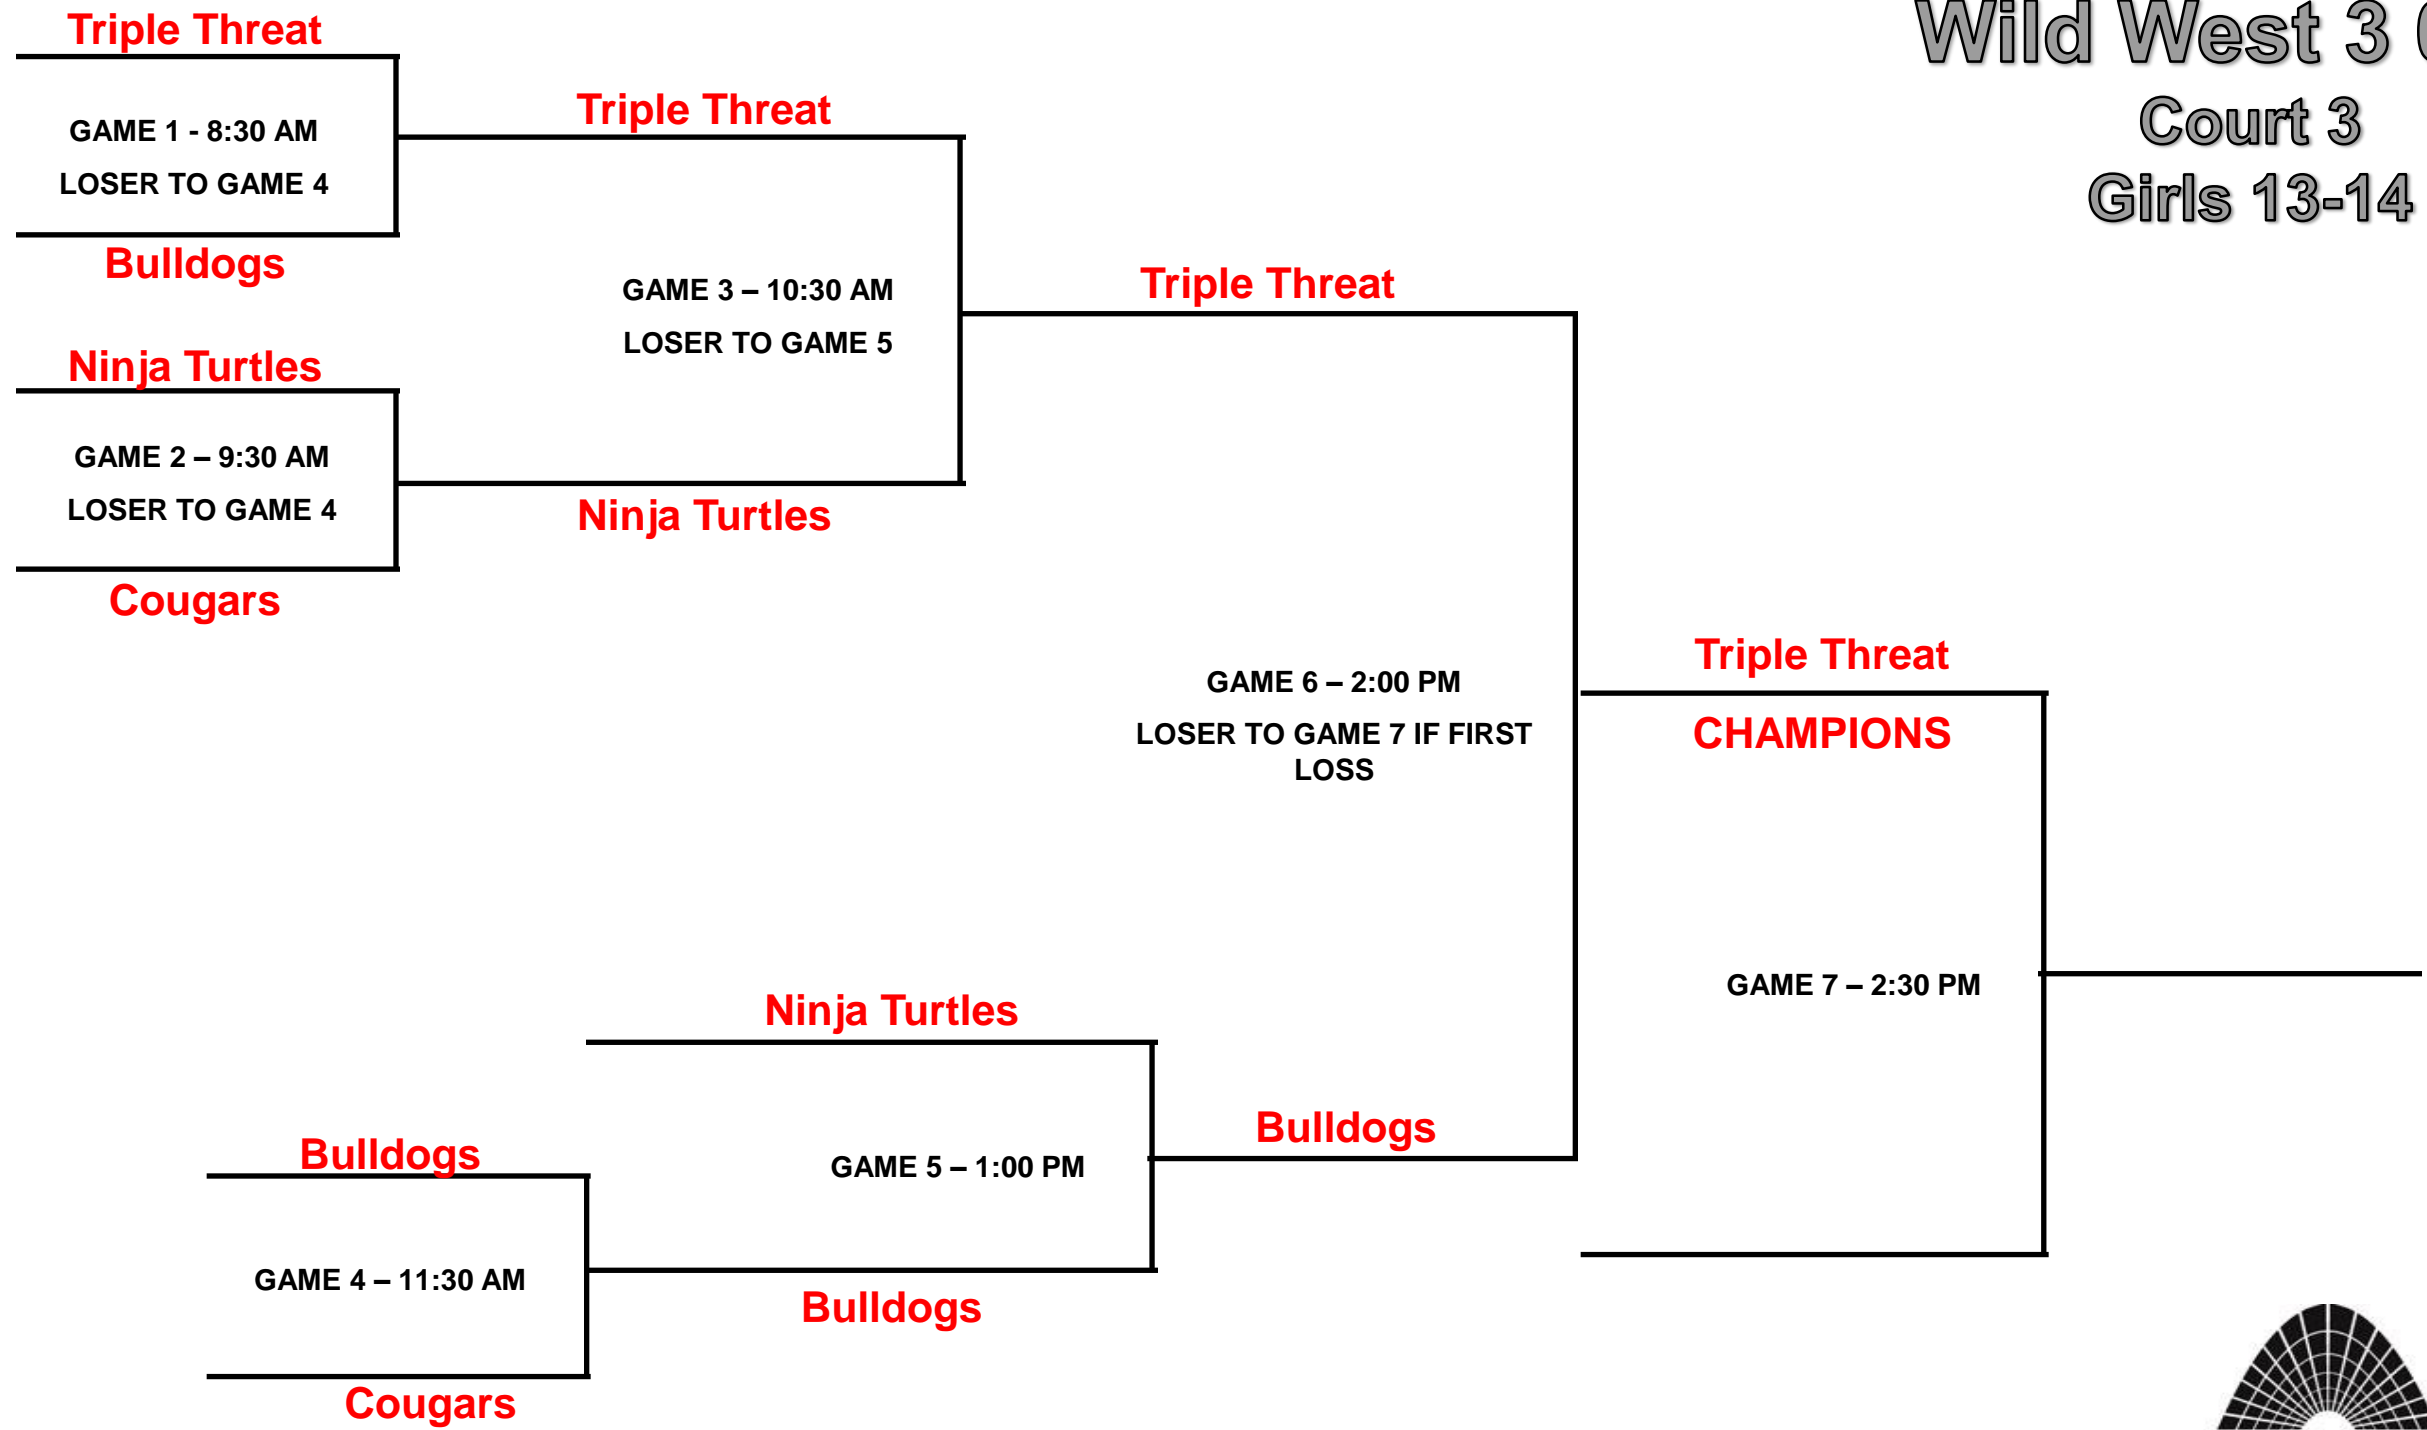 Triple Threat
GAME 1 - 8:30 AM
LOSER TO GAME 4
Bulldogs
Ninja Turtles
GAME 2 – 9:30 AM
LOSER TO GAME 4
Cougars
Triple Threat
GAME 3 – 10:30 AM
LOSER TO GAME 5
Ninja Turtles
Triple Threat
GAME 6 – 2:00 PM
LOSER TO GAME 7 IF FIRST
LOSS
Wild West 3
Court 3
Girls 13-14
Triple Threat
CHAMPIONS
GAME 7 – 2:30 PM
Ninja Turtles
GAME 5 – 1:00 PM
Bulldogs
Bulldogs
GAME 4 – 11:30 AM
Cougars
Bulldogs